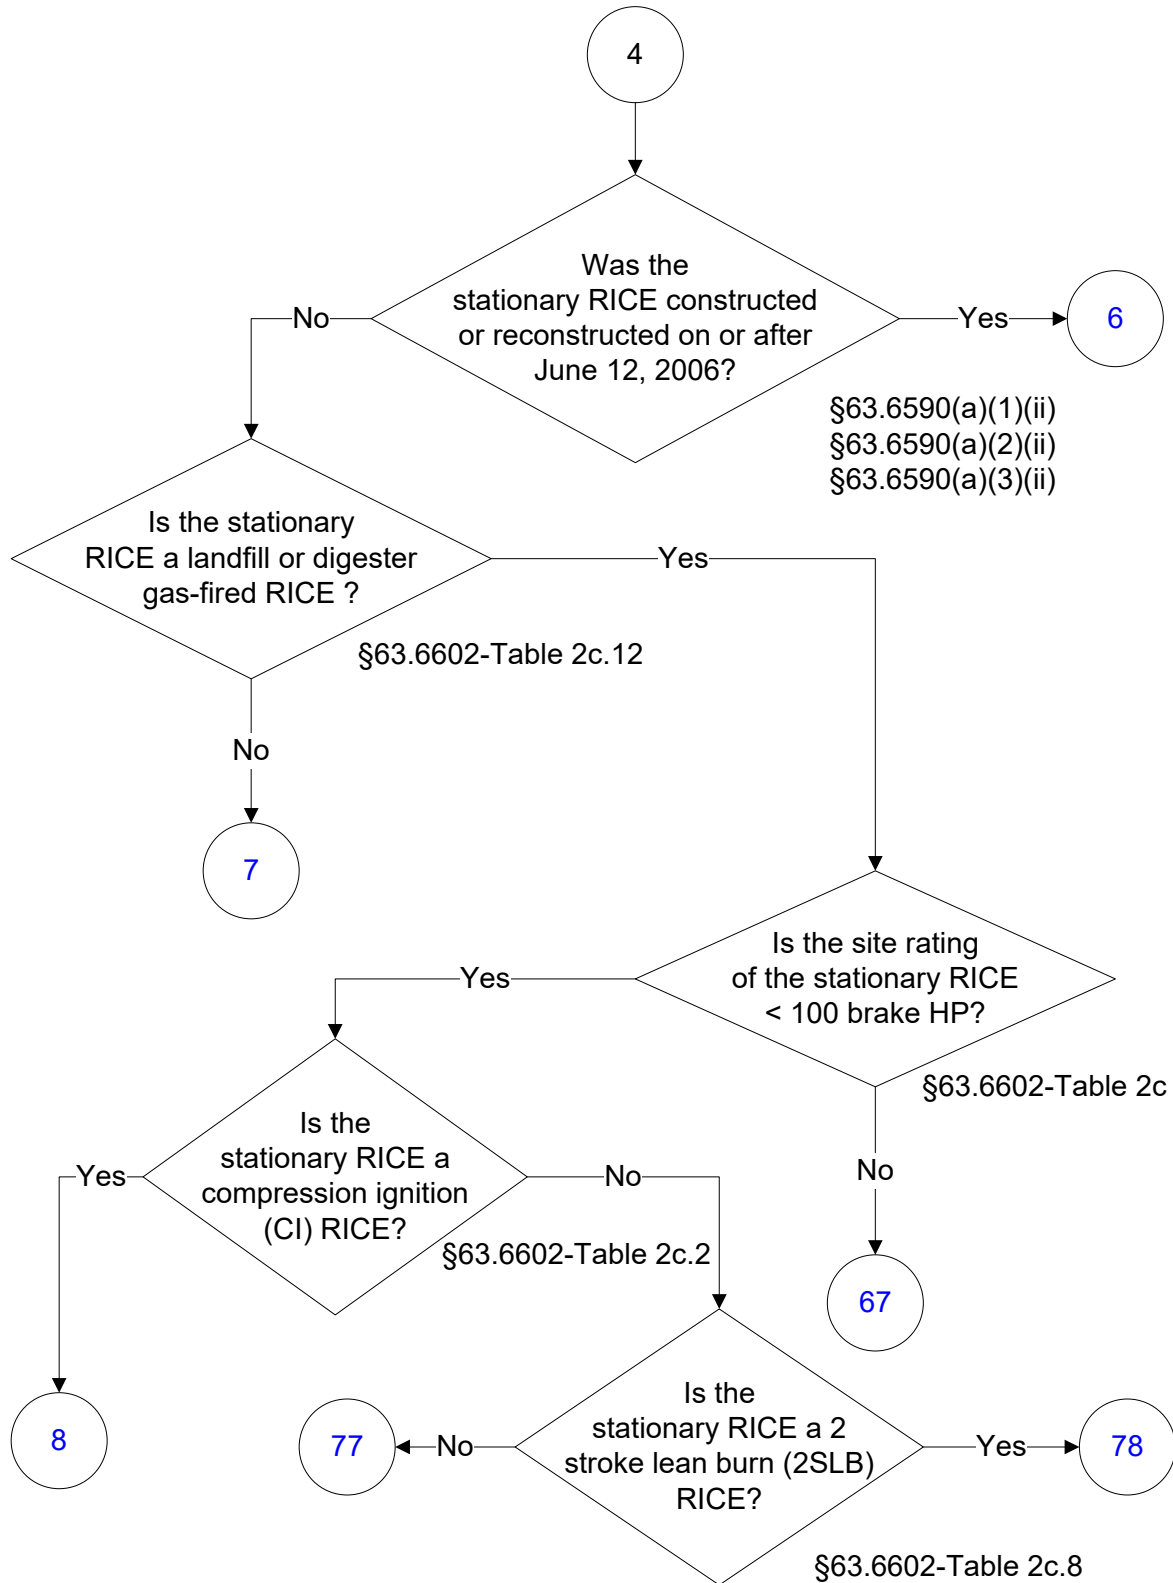 4
Was the
stationary RICE constructed
or reconstructed on or after
June 12, 2006?
No
Yes
6
§63.6590(a)(1)(ii)
§63.6590(a)(2)(ii)
§63.6590(a)(3)(ii)
Is the stationary
RICE a landfill or digester
gas-fired RICE ?
Yes
§63.6602-Table 2c.12
No
7
Is the site rating
of the stationary RICE
< 100 brake HP?
Yes
§63.6602-Table 2c
Is the
stationary RICE a
compression ignition
(CI) RICE?
Yes
No
No
§63.6602-Table 2c.2
67
8
Is the
stationary RICE a 2
stroke lean burn (2SLB)
RICE?
77
No
Yes
78
§63.6602-Table 2c.8